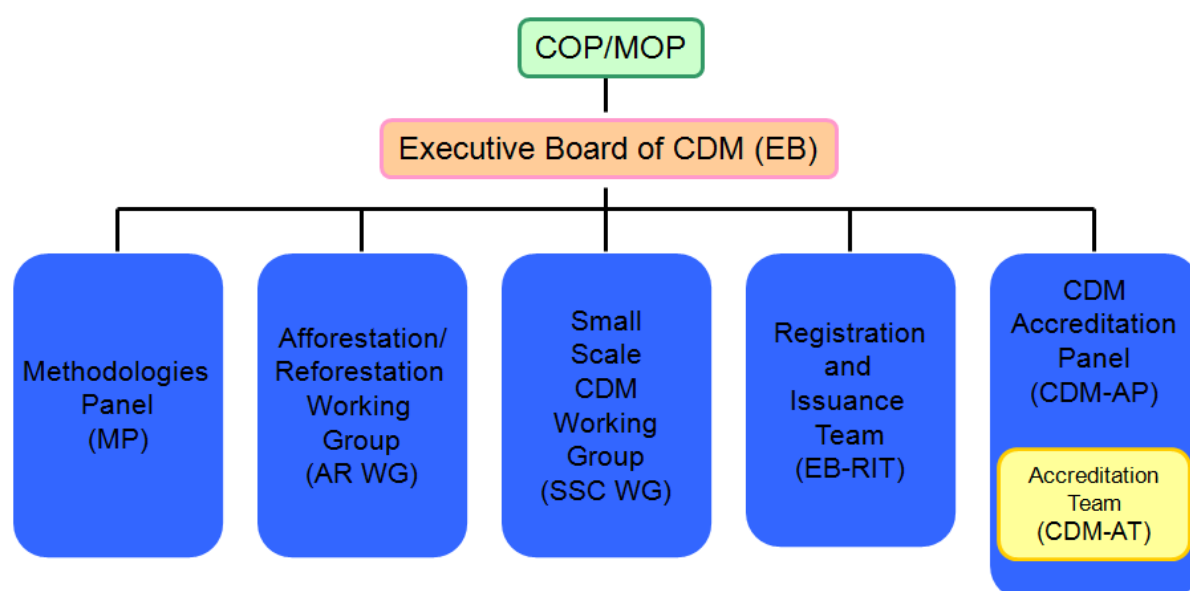 COP/MOP
Executive Board of CDM (EB)
Methodologies
Panel
(MP)
Afforestation/
Reforestation
Working
Group
(AR WG)
Small
Scale
CDM
Working
Group
(SSC WG)
Registration
and
Issuance
Team
(EB-RIT)
CDM
Accreditation
Panel
(CDM-AP)
Accreditation
Team
(CDM-AT)